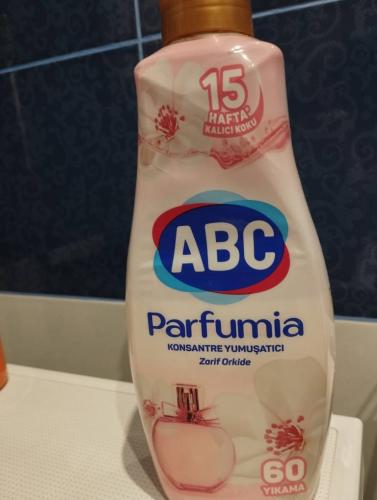 15
HAFTA*
KALICI KOKU
ABC
Parfumia
KONSANTRE YUMUŞATICI
Zarif Orkide
60
YIKAMA